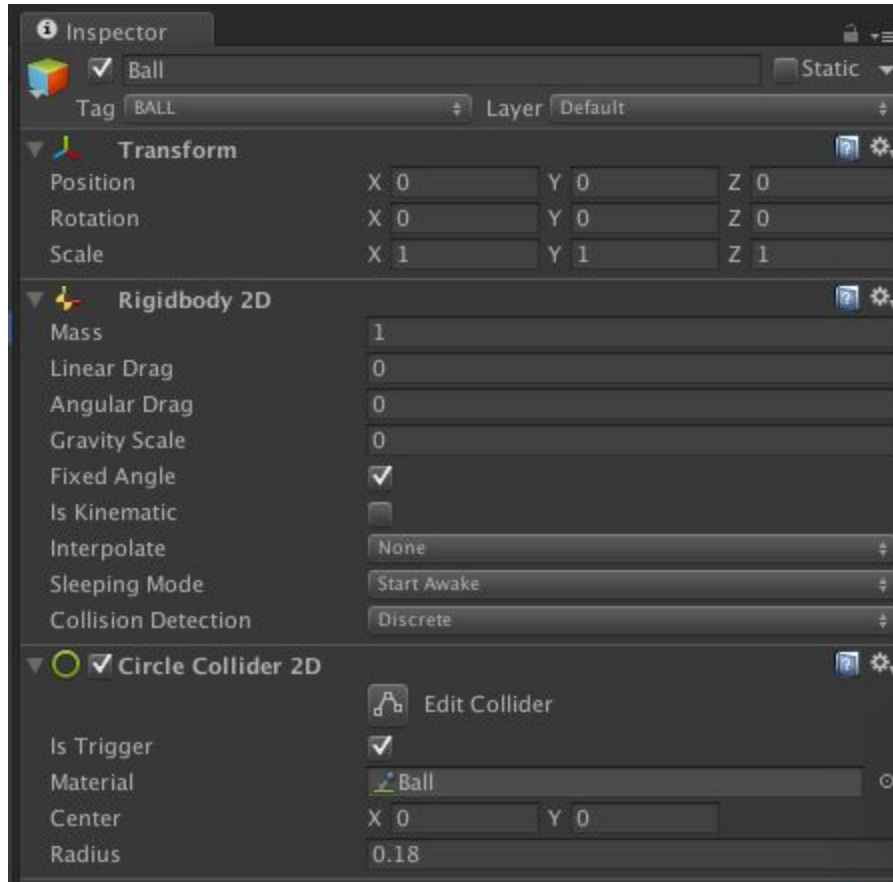 Inspector
Ball Static
Tag BALL Layer Default
Transform
Position X 0 Y 0 Z 0
Rotation X 0 Y 0 Z 0
Scale X 1 Y 1 Z 1
Rigidbody 2D
Mass 1
Linear Drag 0
Angular Drag 0
Gravity Scale 0
Fixed Angle
Is Kinematic
Interpolate None
Sleeping Mode Start Awake
Collision Detection Discrete
Circle Collider 2D
Edit Collider
Is Trigger
Material Ball
Center X 0 Y 0
Radius 0.18